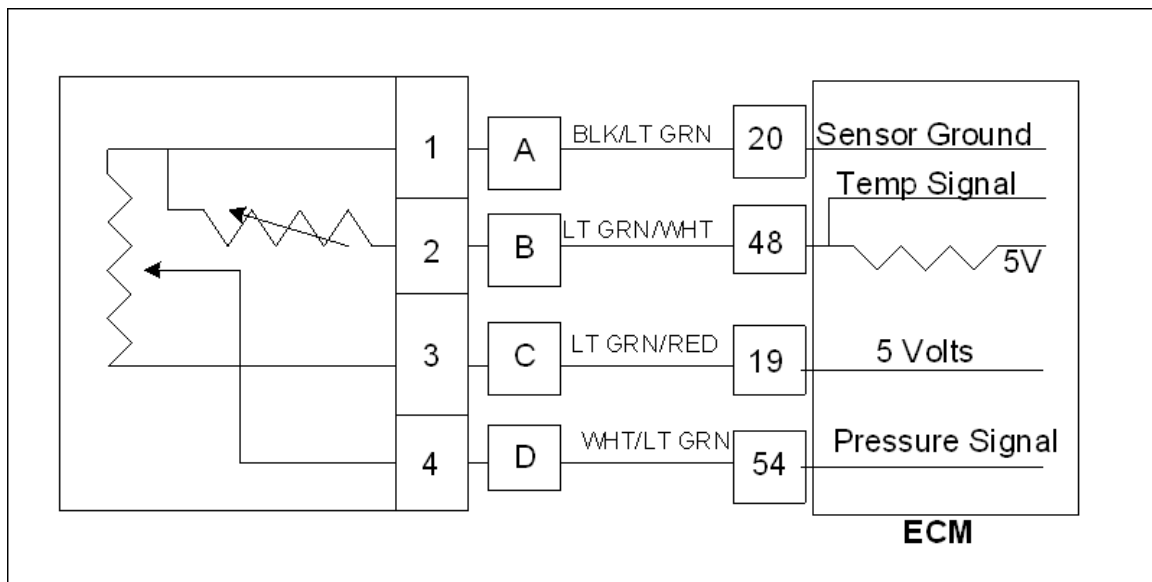 1 A BLK/LT GRN 20 Sensor Ground
Temp Signal
2 B LT GRN/WHT 48
5V
3 C LT GRN/RED 19 5 Volts
4 D WHT/LT GRN 54 Pressure Signal
ECM